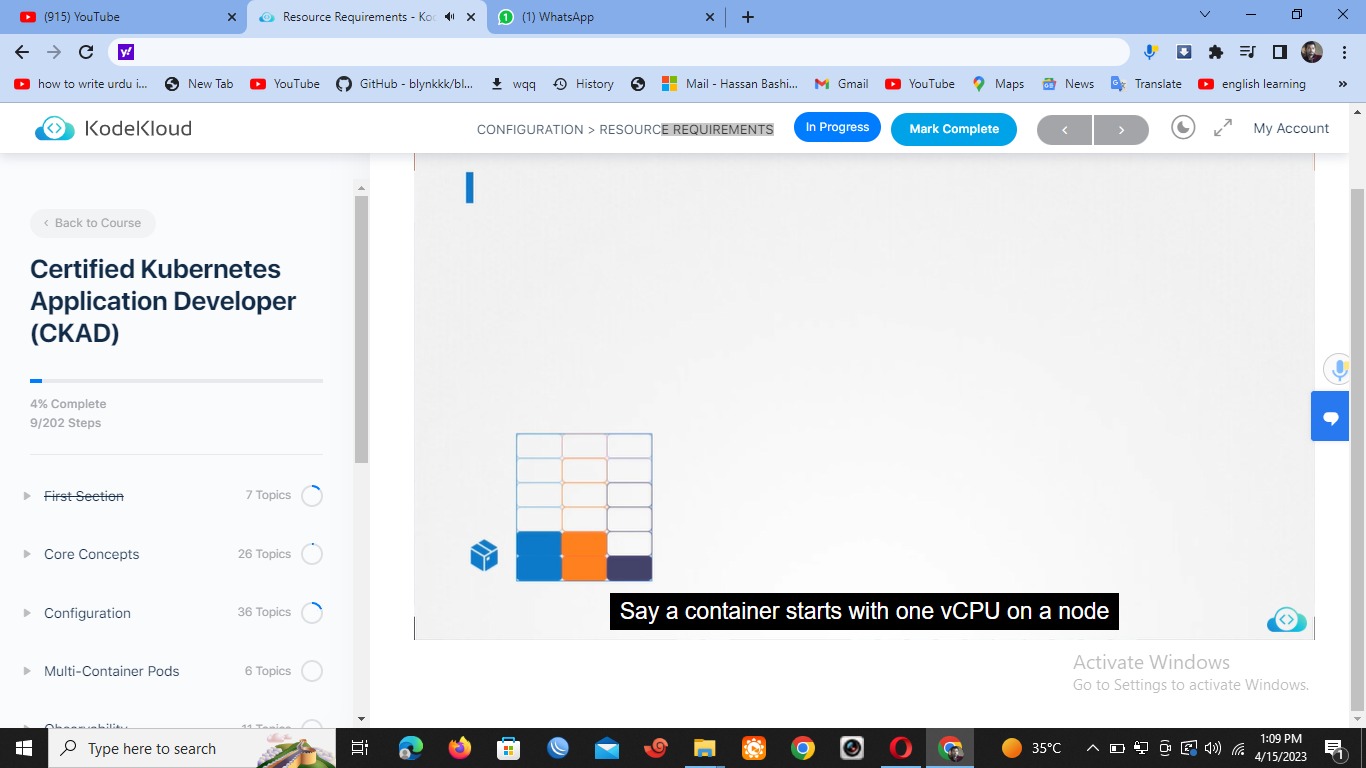 (915) YouTube
Resource Requirements - Ko
(1) WhatsApp
how to write urdu i...
New Tab
YouTube
GitHub - blynkkk/bl...
wqq
History
Mail - Hassan Bashi...
Gmail
YouTube
Maps
News
Translate
english learning
»
KodeKloud
CONFIGURATION > RESOURCE REQUIREMENTS
In Progress
Mark Complete
My Account
Back to Course
Certified Kubernetes
Application Developer
(CKAD)
4% Complete
9/202 Steps
First Section
7 Topics
Core Concepts
26 Topics
Configuration
36 Topics
Multi-Container Pods
6 Topics
Observability
11 Topics
Say a container starts with one vCPU on a node
Activate Windows
Go to Settings to activate Windows.
Type here to search
35°C
1:09 PM
4/15/2023
1